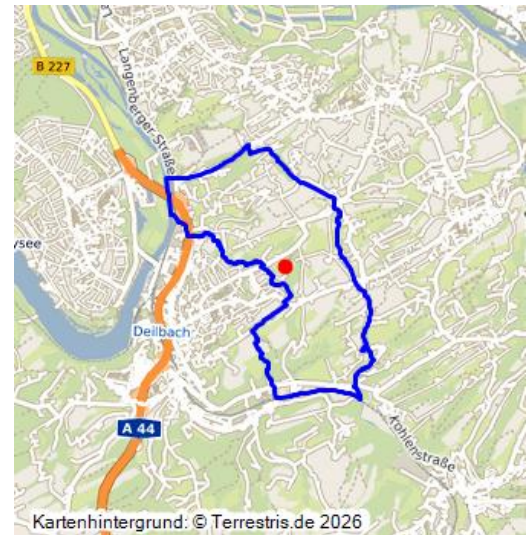 B 227
Langenberger Straße
ysee
Deilbach
A 44
Kohlenstraße
Kartenhintergrund: © Terrestris.de 2026